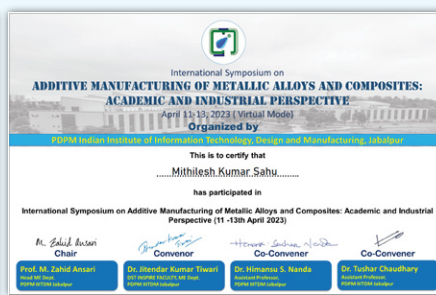 International Symposium on
ADDITIVE MANUFACTURING OF METALLIC ALLOYS AND COMPOSITES:
ACADEMIC AND INDUSTRIAL PERSPECTIVE
April 11-13, 2023 ( Virtual Mode)
Organized by
PDPM Indian Institute of Information Technology, Design and Manufacturing, Jabalpur
This is to certify that
Mithilesh Kumar Sahu
has participated in
International Symposium on Additive Manufacturing of Metallic Alloys and Composites: Academic and Industrial
Perspective (11 -13th April 2023)
M. Zahid Ansari
Himansu Sekhar Nanda
Chair Convenor Co-Convener Co-Convener
Prof. M. Zahid Ansari
Head ME Dept.
PDPM IIITDM Jabalpur
Dr. Jitendar Kumar Tiwari
DST INSPIRE FACULTY, ME Dept.
PDPM IIITDM Jabalpur
Dr. Himansu S. Nanda
Assistant Professor,
PDPM IIITDM Jabalpur
Dr. Tushar Chaudhary
Assistant Professor,
PDPM IIITDM Jabalpur